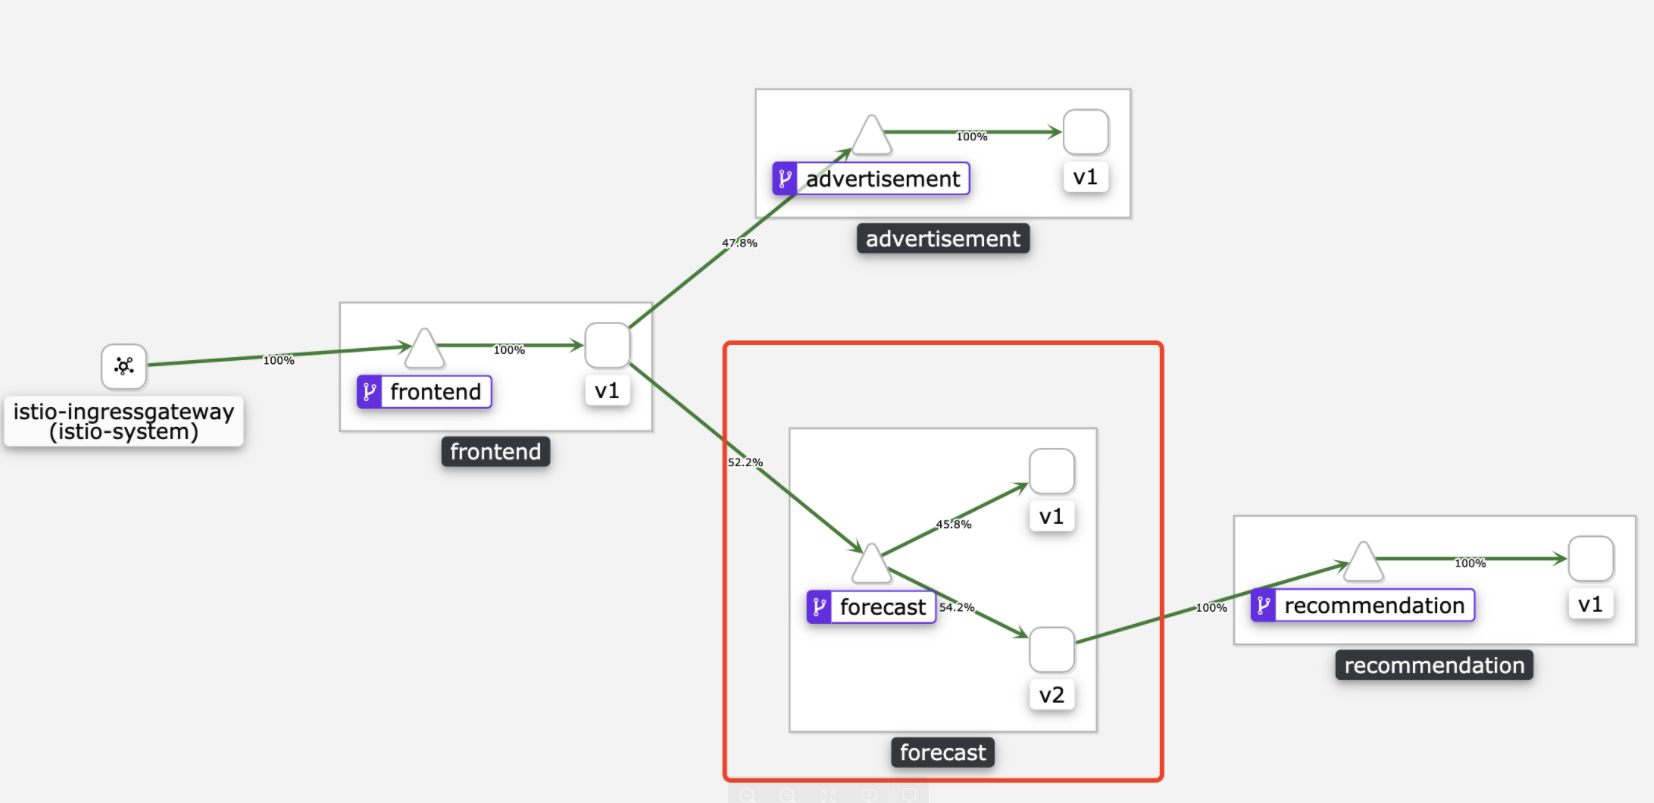 100%
advertisement
v1
advertisement
47.8%
100%
100%
frontend
v1
istio-ingressgateway
(istio-system)
frontend
52.2%
v1
45.8%
forecast
54.2%
v2
forecast
100%
100%
recommendation
v1
recommendation